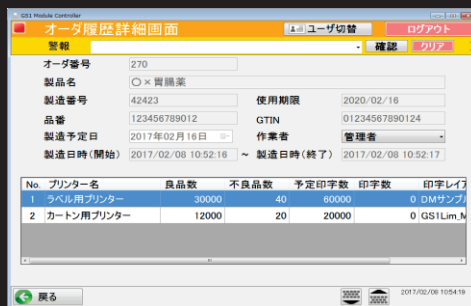 GS1 Module Controller
オーダ履歴詳細画面 ユーザ切替 ログアウト
警報 確認 クリア
オーダ番号 270
製品名 〇×胃腸薬
製造番号 42423 使用期限 2020/02/16
品番 123456789012 GTIN 01234567890124
製造予定日 2017年02月16日 作業者 管理者
製造日時(開始) 2017/02/08 10:52:16 ~ 製造日時(終了) 2017/02/08 10:52:17
No. プリンター名 良品数 不良品数 予定印字数 印字数 印字レイア
1 ラベル用プリンター 30000 40 60000 0 DMサンプル
2 カートン用プリンター 12000 20 20000 0 GS1Lim_M
戻る 2017/02/08 10:54:19